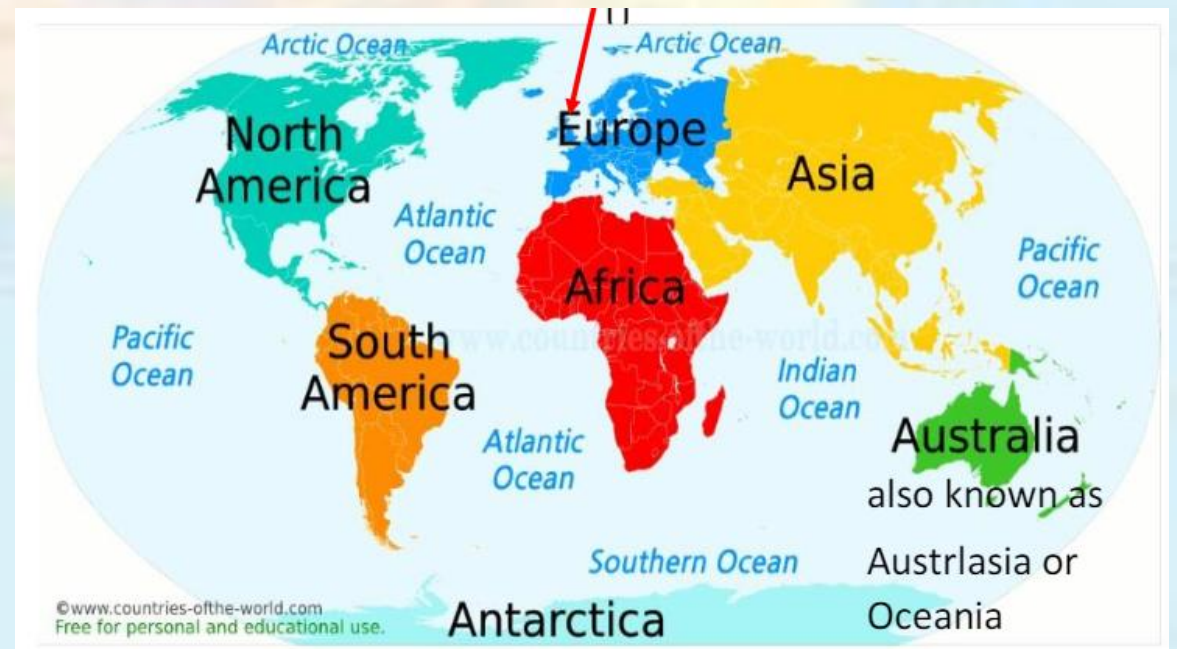 Arctic Ocean
Arctic Ocean
North
America
Europe
Asia
Atlantic
Ocean
Pacific
Ocean
Africa
Pacific
Ocean
South
America
Indian
Ocean
Atlantic
Ocean
Australia
also known as
Austrlasia or
Oceania
Southern Ocean
Antarctica
©www.countries-ofthe-world.com
Free for personal and educational use.